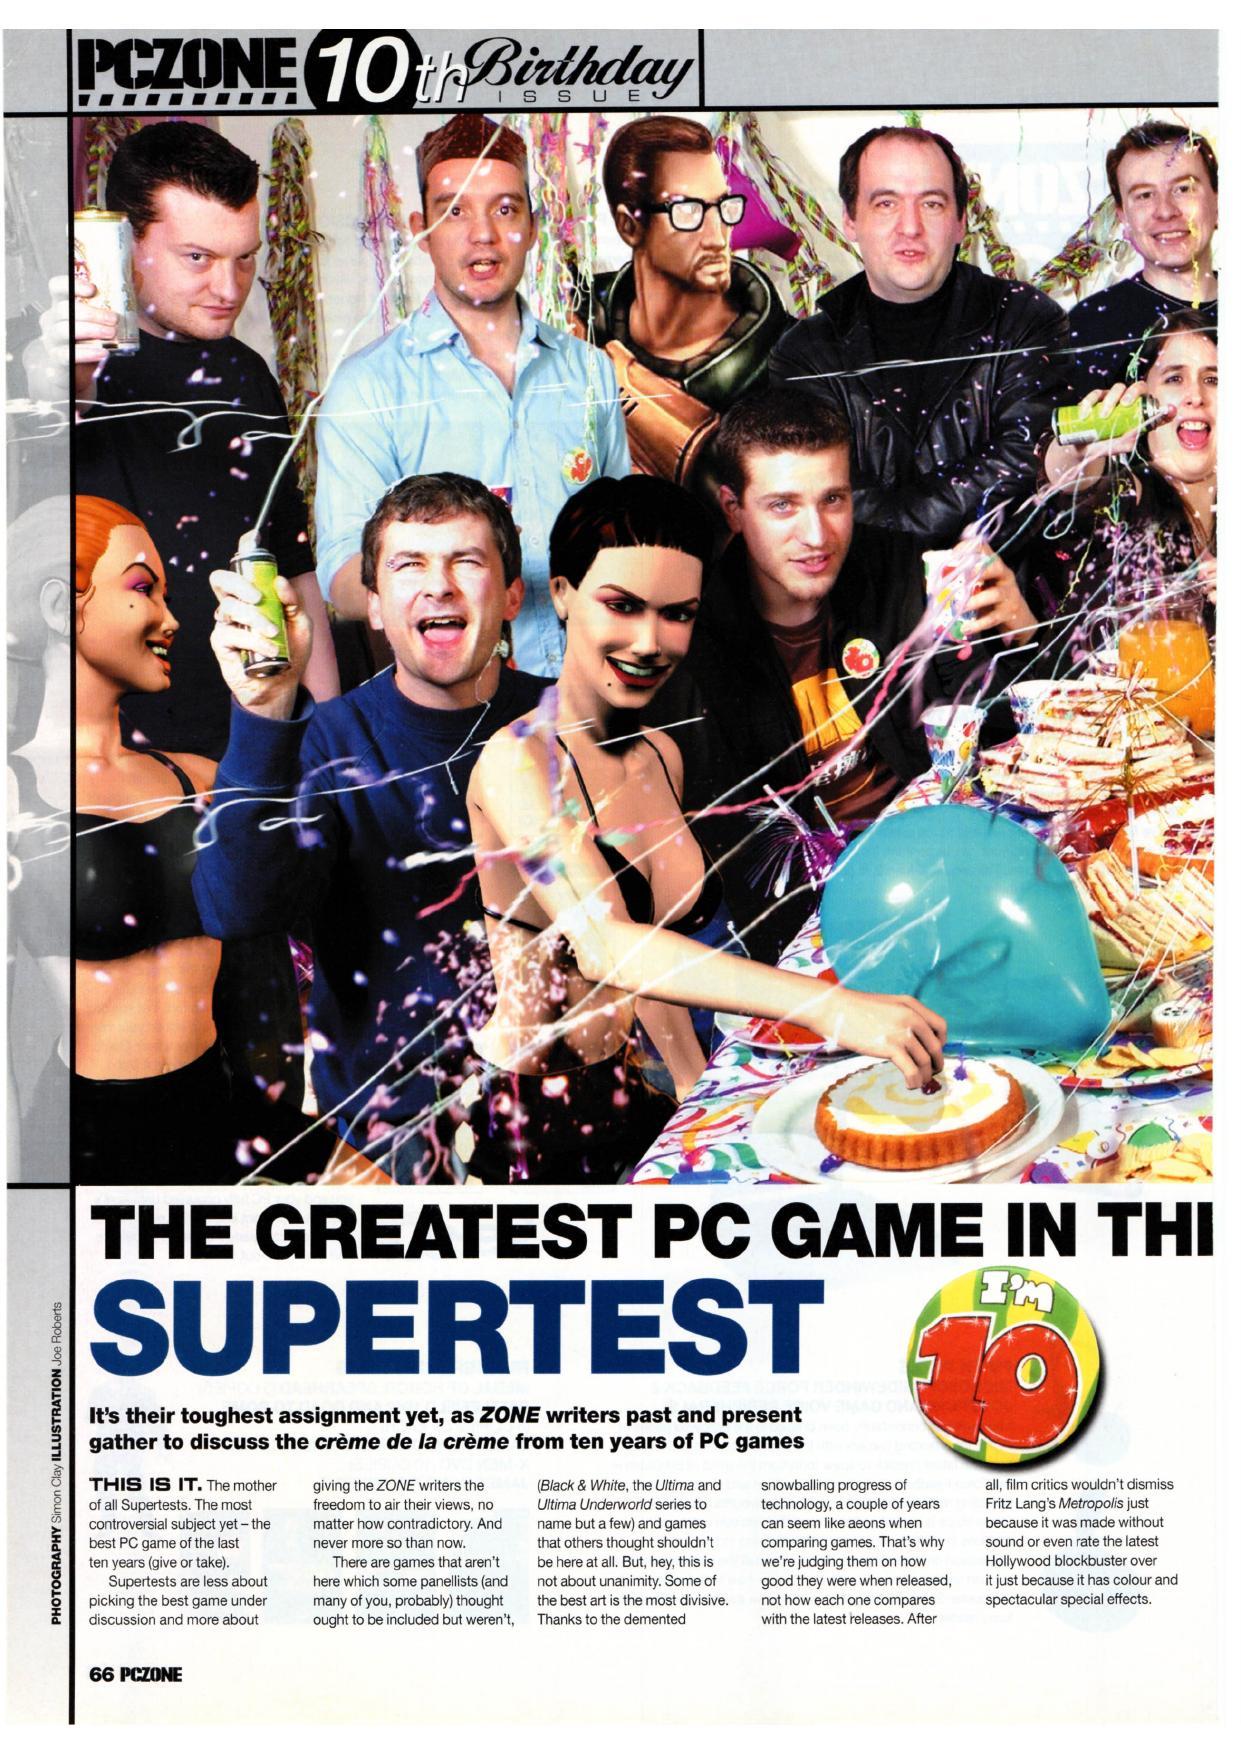 PCZONE 10th Birthday
ISSUE
THE GREATEST PC GAME IN THI
SUPERTEST
I'm
10
It's their toughest assignment yet, as ZONE writers past and present
gather to discuss the crème de la crème from ten years of PC games
THIS IS IT. The mother
of all Supertests. The most
controversial subject yet – the
best PC game of the last
ten years (give or take).
Supertests are less about
picking the best game under
discussion and more about
giving the ZONE writers the
freedom to air their views, no
matter how contradictory. And
never more so than now.
There are games that aren't
here which some panellists (and
many of you, probably) thought
ought to be included but weren't,
(Black & White, the Ultima and
Ultima Underworld series to
name but a few) and games
that others thought shouldn't
be here at all. But, hey, this is
not about unanimity. Some of
the best art is the most divisive.
Thanks to the demented
snowballing progress of
technology, a couple of years
can seem like aeons when
comparing games. That's why
we're judging them on how
good they were when released,
not how each one compares
with the latest releases. After
all, film critics wouldn't dismiss
Fritz Lang's Metropolis just
because it was made without
sound or even rate the latest
Hollywood blockbuster over
it just because it has colour and
spectacular special effects.
PHOTOGRAPHY Simon Clay ILLUSTRATION Joe Roberts
66 PCZONE